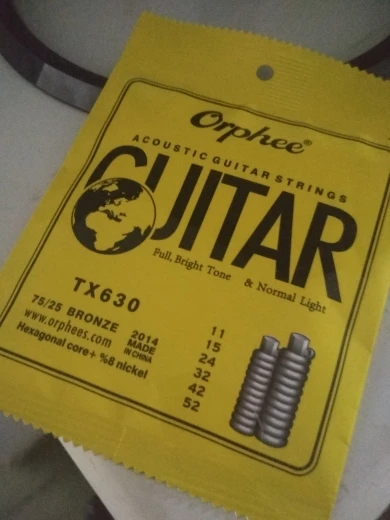 Orphee®
ACOUSTIC GUITAR STRINGS
GUITAR
Full, Bright Tone & Normal Light
TX630
75/25 BRONZE
www.orphees.com
Hexagonal core+ %8 nickel
2014
MADE
IN CHINA
11
15
24
32
42
52